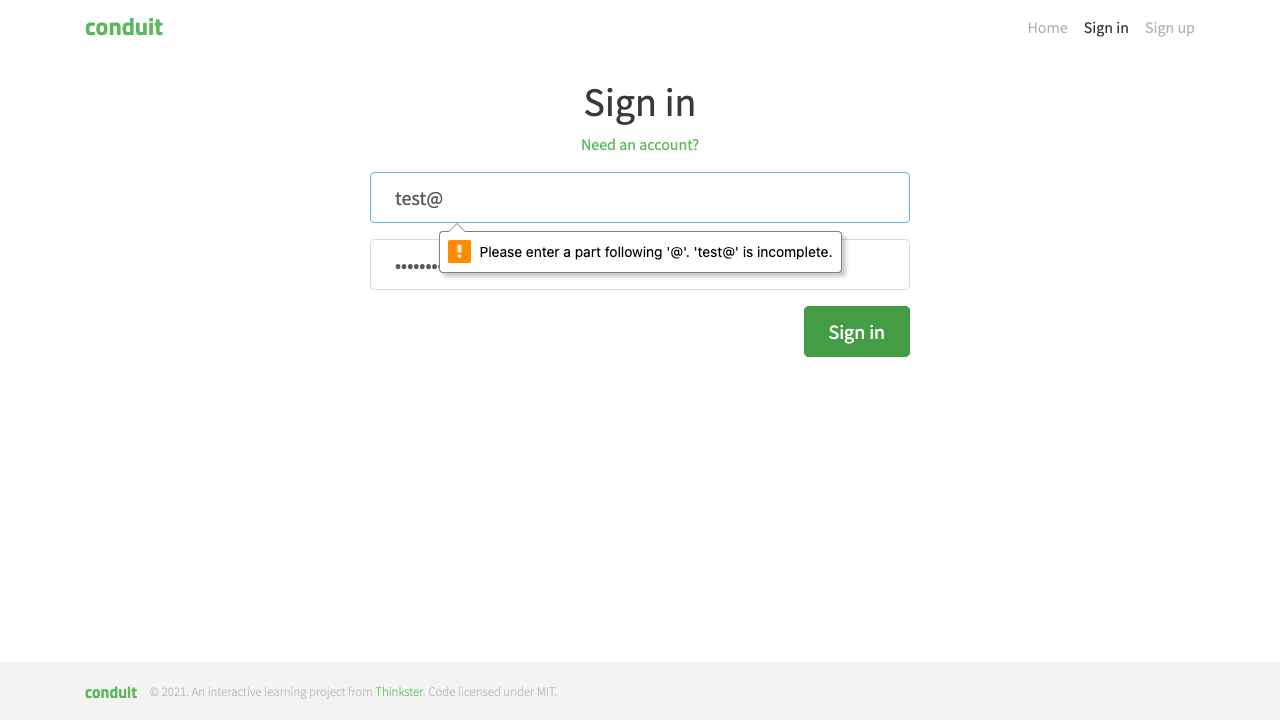 conduit
Home Sign in Sign up
Sign in
Need an account?
test@
Please enter a part following '@'. 'test@' is incomplete.
••••••••
Sign in
conduit © 2021. An interactive learning project from Thinkster. Code licensed under MIT.